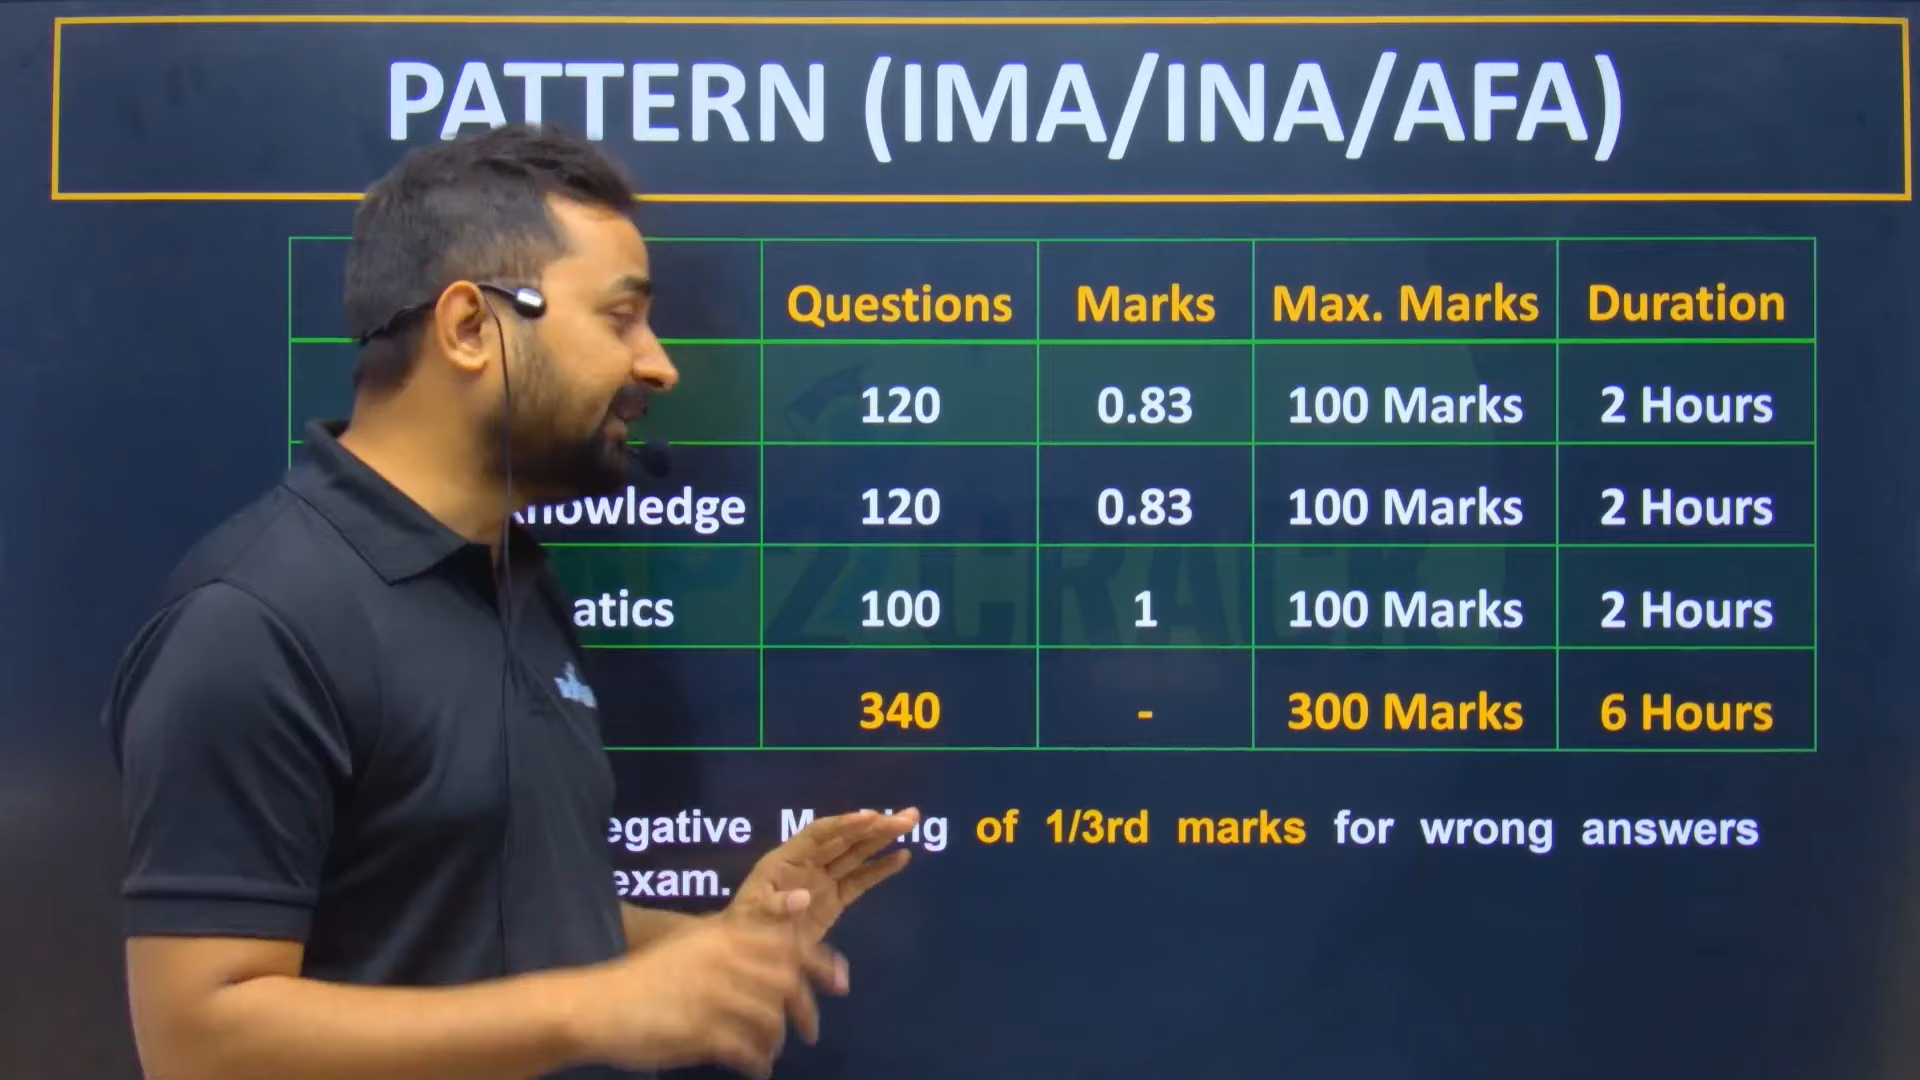 PATTERN (IMA/INA/AFA)
Questions Marks Max. Marks Duration
120 0.83 100 Marks 2 Hours
nowledge 120 0.83 100 Marks 2 Hours
atics 100 1 100 Marks 2 Hours
340 - 300 Marks 6 Hours
egative of 1/3rd marks for wrong answers
exam.